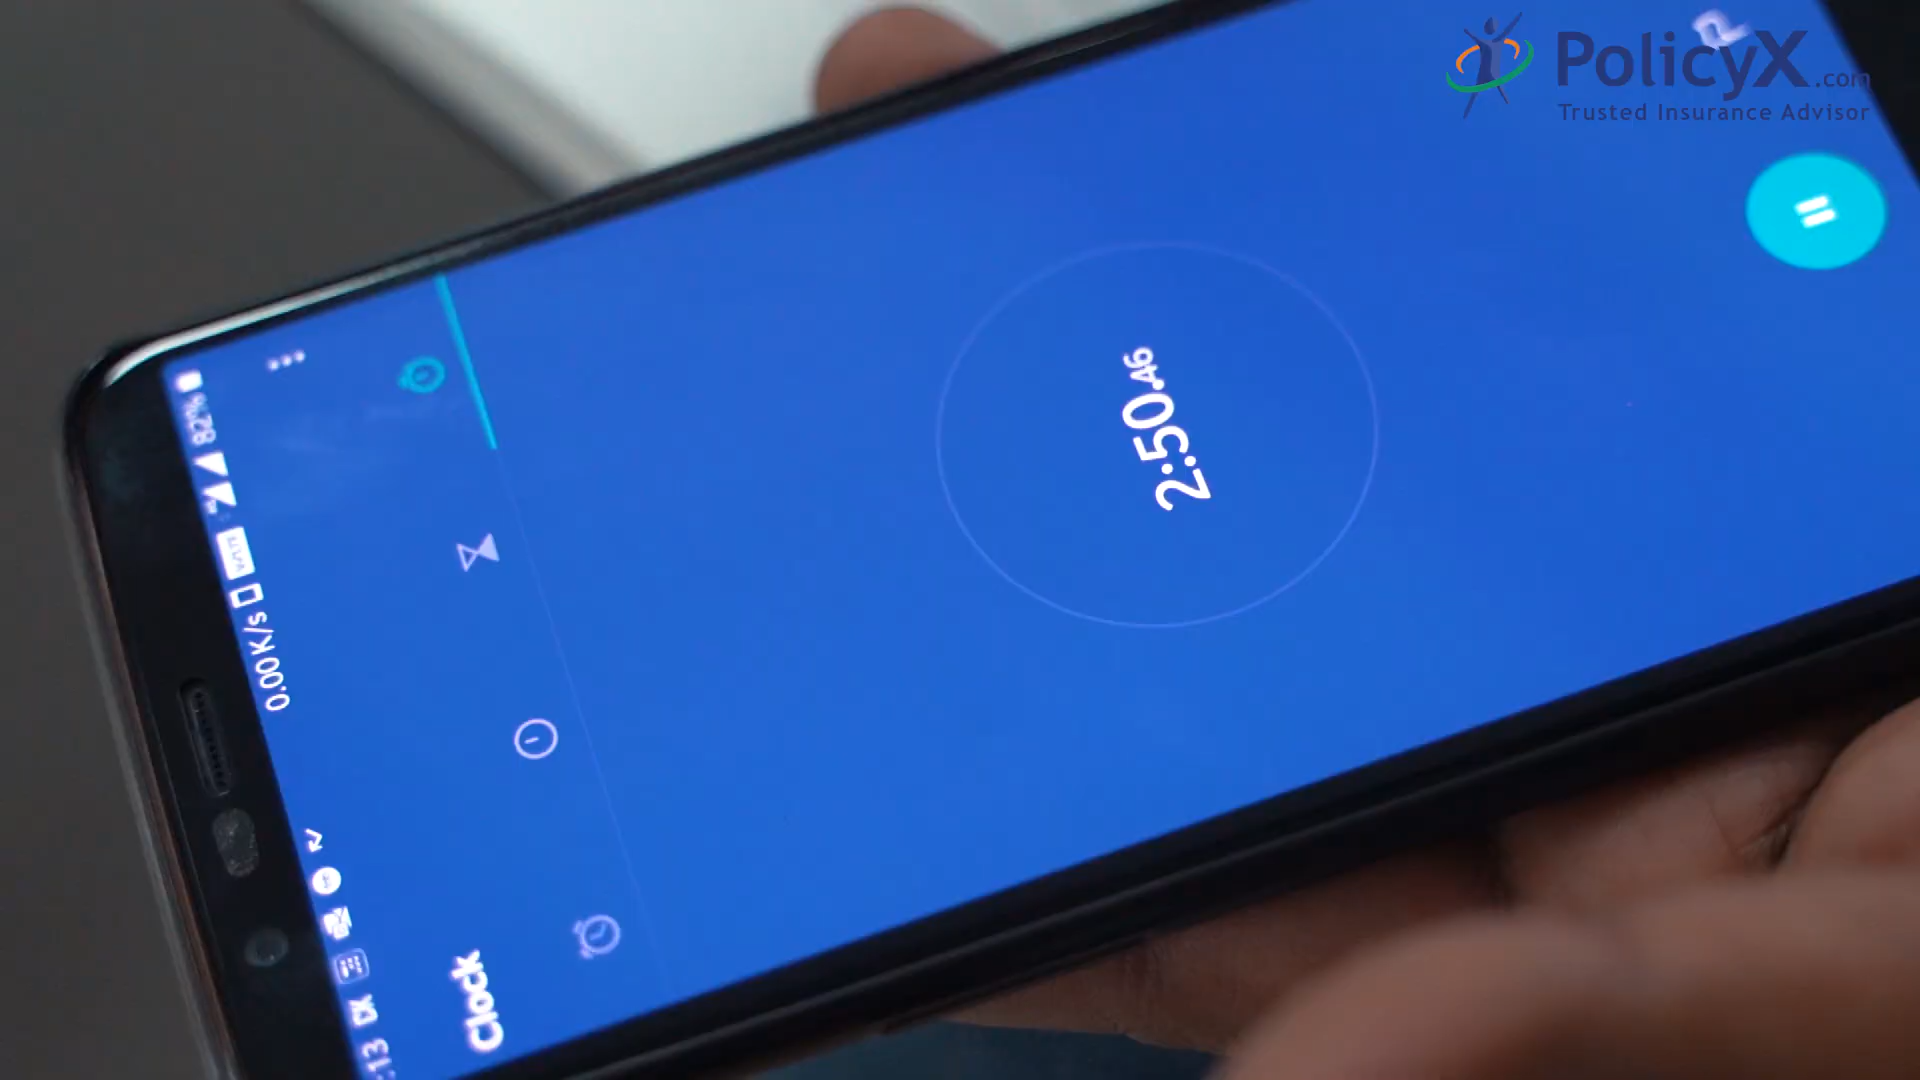 PolicyX.com
Trusted Insurance Advisor
0.00K/s
82%
Clock
2:50.46